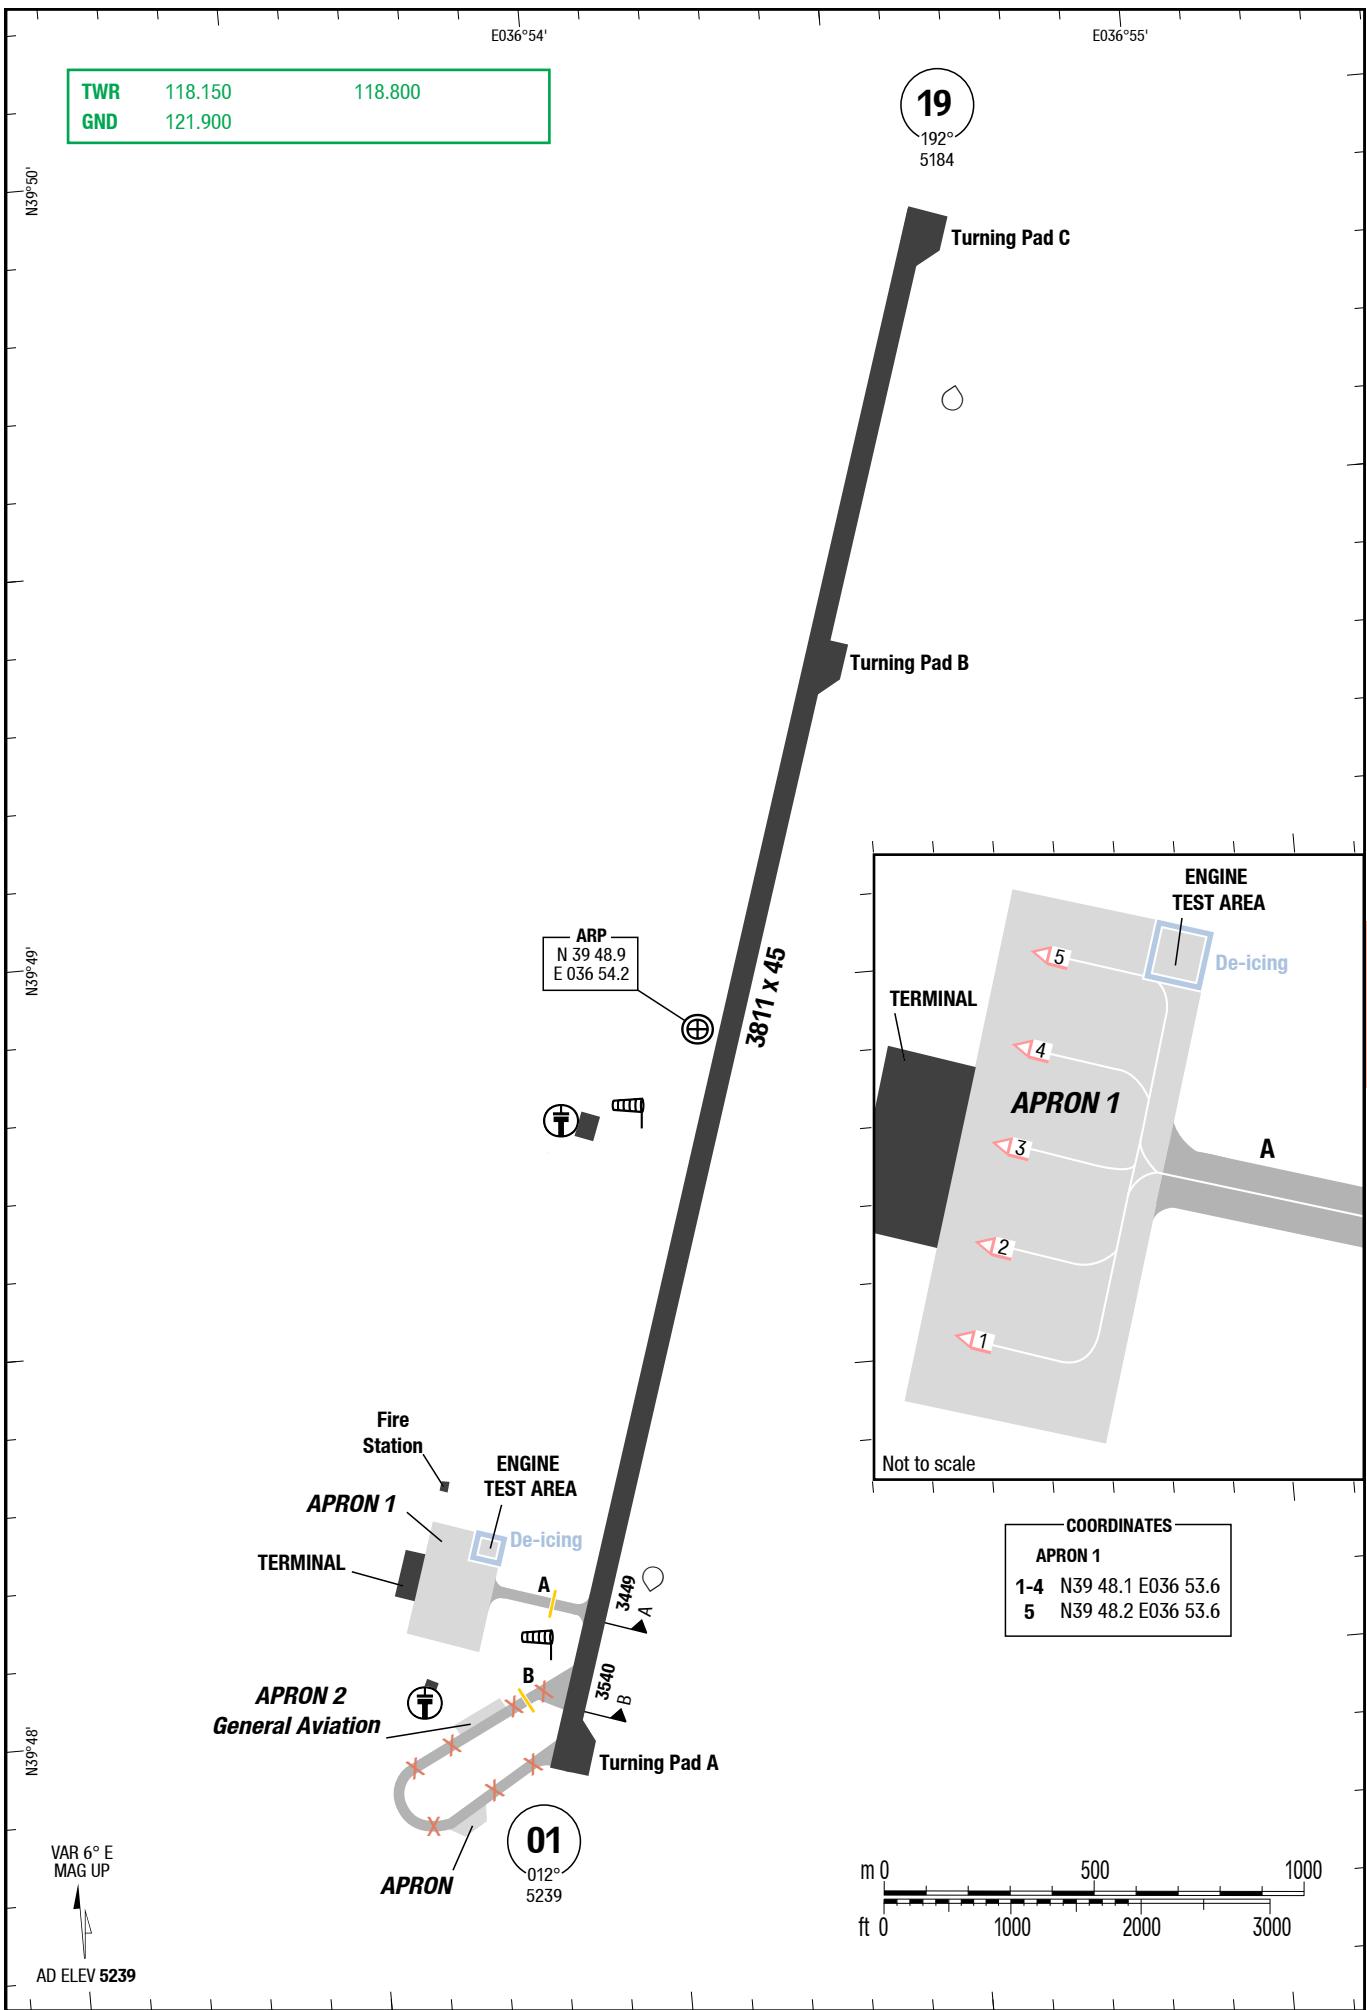 E036°54'
E036°55'
TWR 118.150 118.800
GND 121.900
19
192°
5184
N39°50'
Turning Pad C
Turning Pad B
ARP
N 39 48.9
E 036 54.2
N39°49'
3811 x 45
ENGINE
TEST AREA
De-icing
TERMINAL
5
4
APRON 1
3
A
2
1
Not to scale
Fire
Station
ENGINE
TEST AREA
APRON 1
De-icing
TERMINAL
A
3449
A
COORDINATES
APRON 1
1-4 N39 48.1 E036 53.6
5 N39 48.2 E036 53.6
B
3540
B
APRON 2
General Aviation
N39°48'
Turning Pad A
01
012°
5239
APRON
VAR 6° E
MAG UP
AD ELEV 5239
m 0 500 1000
ft 0 1000 2000 3000